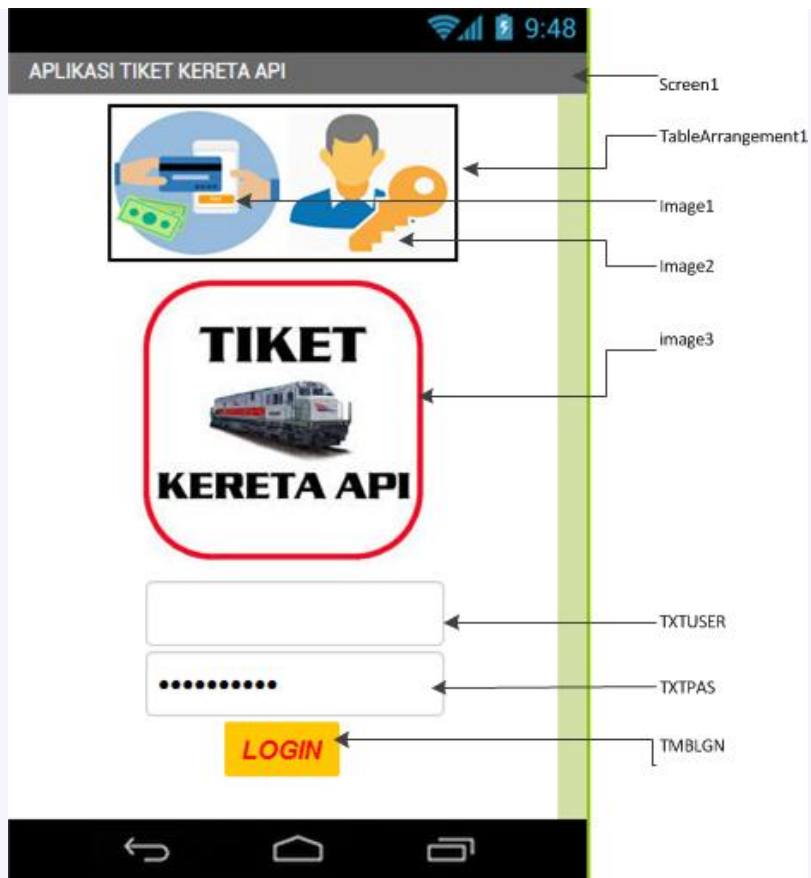 9:48
APLIKASI TIKET KERETA API
Screen1
TableArrangement1
Image1
Image2
TIKET
KERETA API
image3
TXTUSER
••••••••••
TXTPAS
LOGIN
TMBLGN